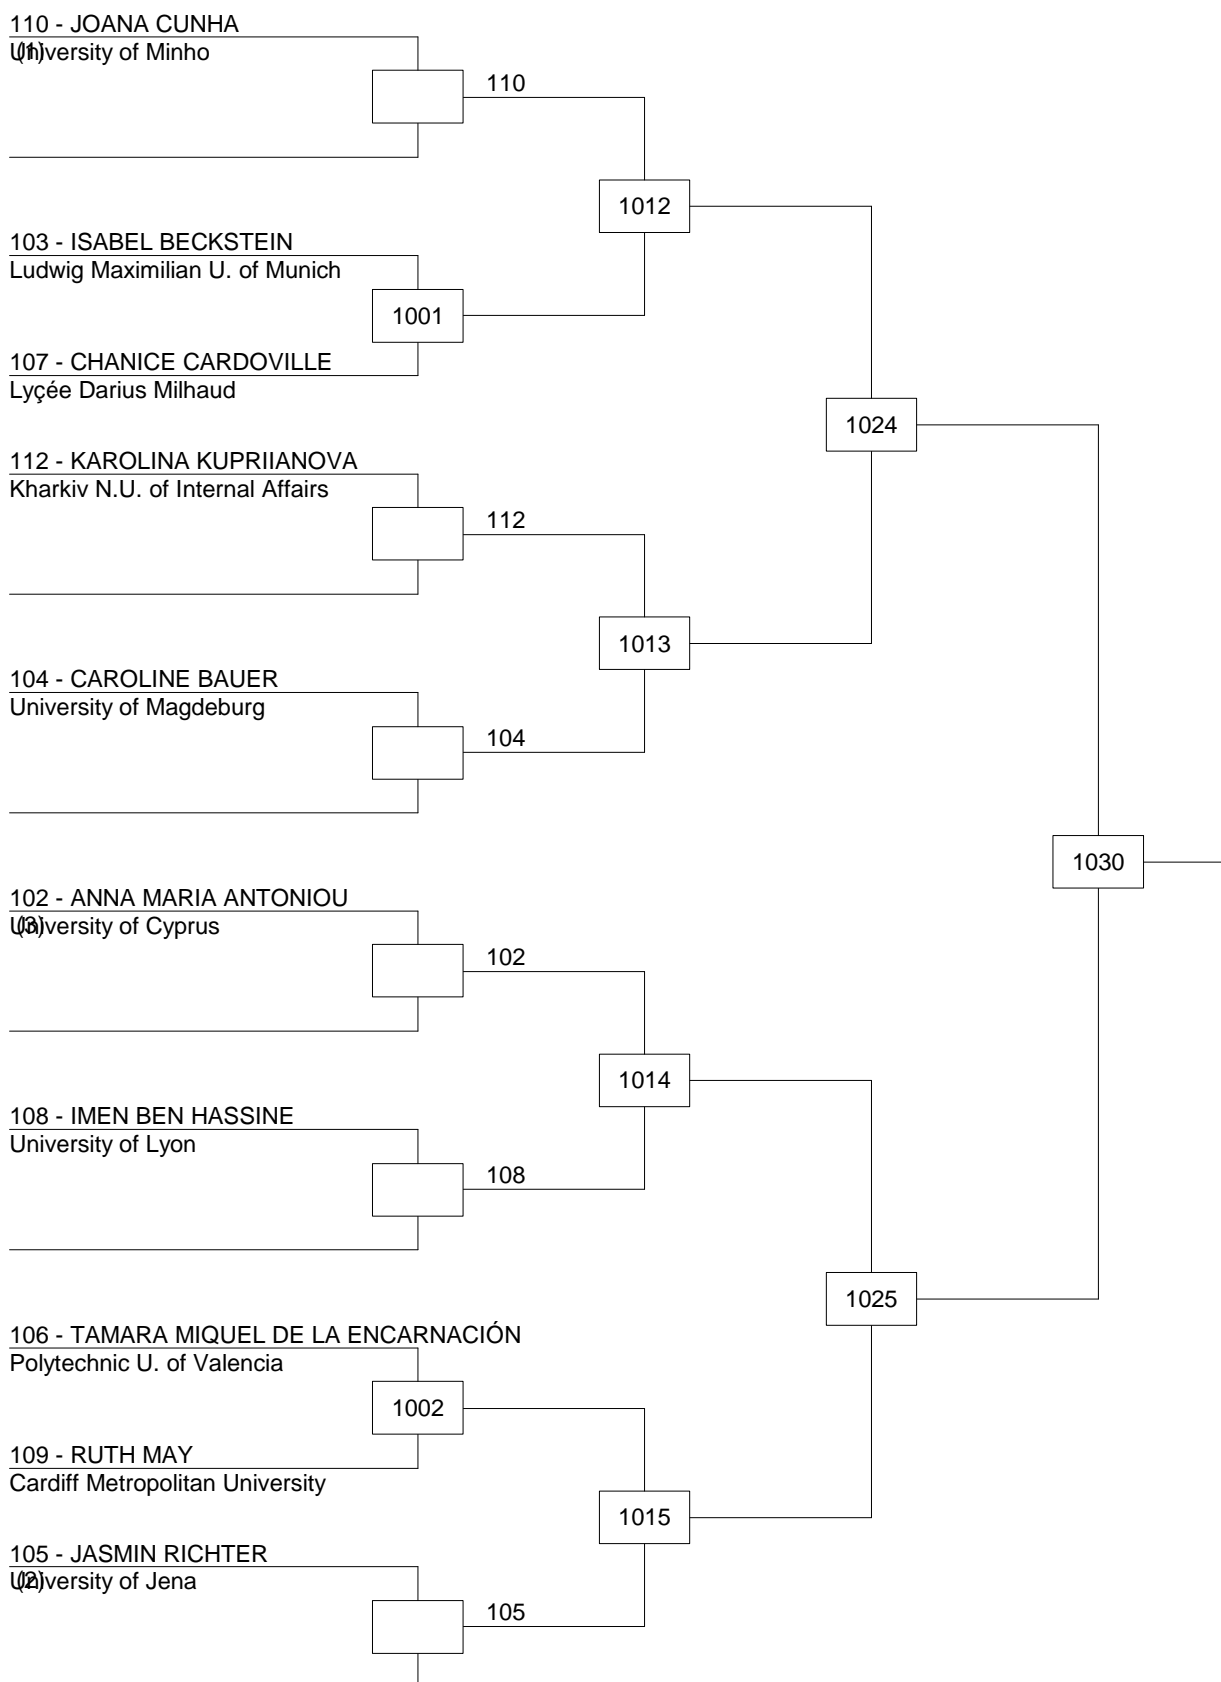 110 - JOANA CUNHA
(1)
University of Minho
110
1012
103 - ISABEL BECKSTEIN
Ludwig Maximilian U. of Munich
1001
107 - CHANICE CARDOVILLE
Lyçée Darius Milhaud
1024
112 - KAROLINA KUPRIIANOVA
Kharkiv N.U. of Internal Affairs
112
1013
104 - CAROLINE BAUER
University of Magdeburg
104
1030
102 - ANNA MARIA ANTONIOU
(3)
University of Cyprus
102
1014
108 - IMEN BEN HASSINE
University of Lyon
108
1025
106 - TAMARA MIQUEL DE LA ENCARNACIÓN
Polytechnic U. of Valencia
1002
109 - RUTH MAY
Cardiff Metropolitan University
1015
105 - JASMIN RICHTER
(2)
University of Jena
105